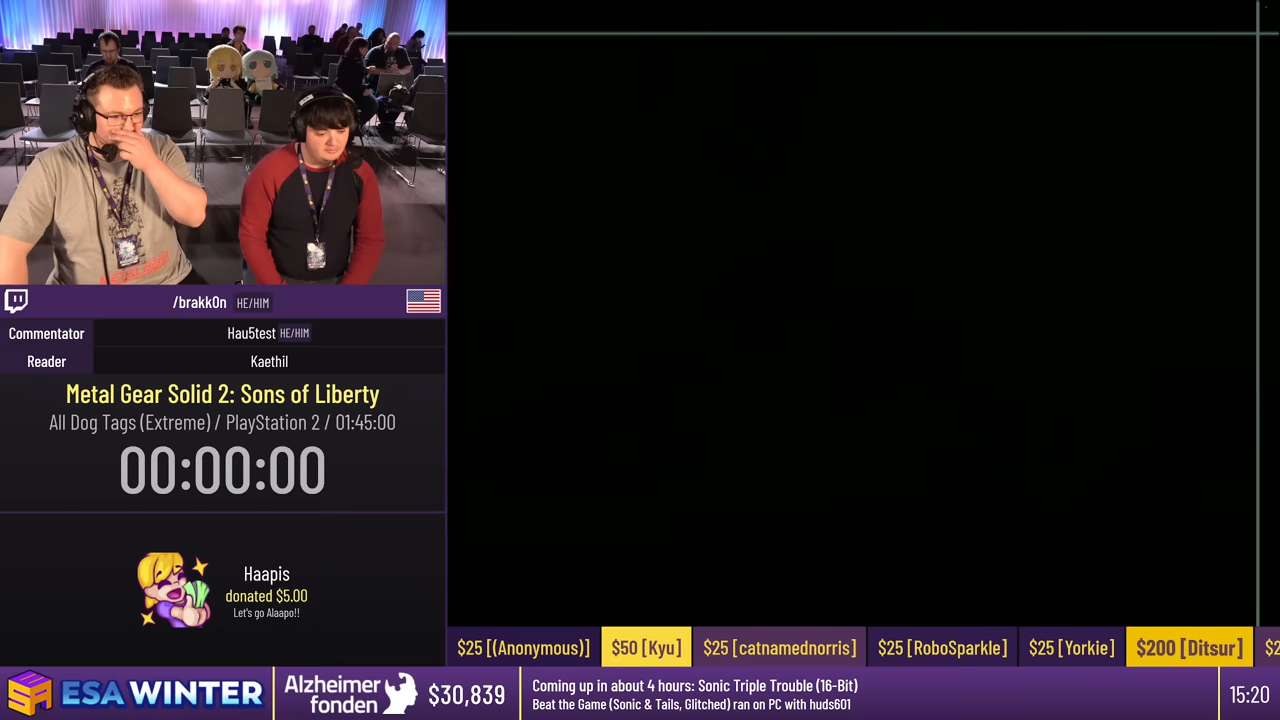 /brakk0n HE/HIM
Commentator Hau5test HE/HIM
Reader Kaethil
Metal Gear Solid 2: Sons of Liberty
All Dog Tags (Extreme) / PlayStation 2 / 01:45:00
00:00:00
Haapis
donated $5.00
Let's go Alaapo!!
$25 [(Anonymous)] $50 [Kyu] $25 [catnamednorris] $25 [RoboSparkle] $25 [Yorkie] $200 [Ditsur]
ESA WINTER
Alzheimer
fonden
$30,839
Coming up in about 4 hours: Sonic Triple Trouble (16-Bit)
Beat the Game (Sonic & Tails, Glitched) ran on PC with huds601
15:20